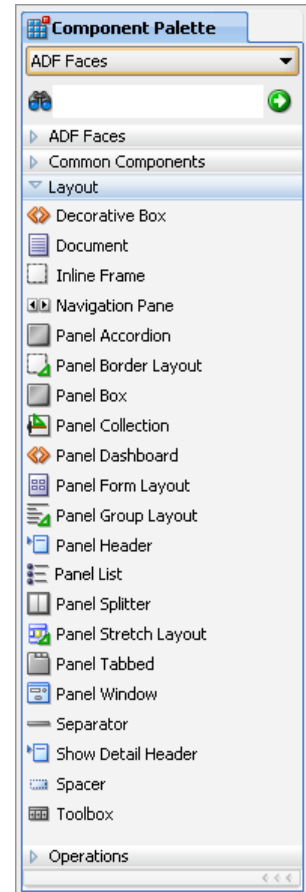 Component Palette
ADF Faces
ADF Faces
Common Components
Layout
Decorative Box
Document
Inline Frame
Navigation Pane
Panel Accordion
Panel Border Layout
Panel Box
Panel Collection
Panel Dashboard
Panel Form Layout
Panel Group Layout
Panel Header
Panel List
Panel Splitter
Panel Stretch Layout
Panel Tabbed
Panel Window
Separator
Show Detail Header
Spacer
Toolbox
Operations